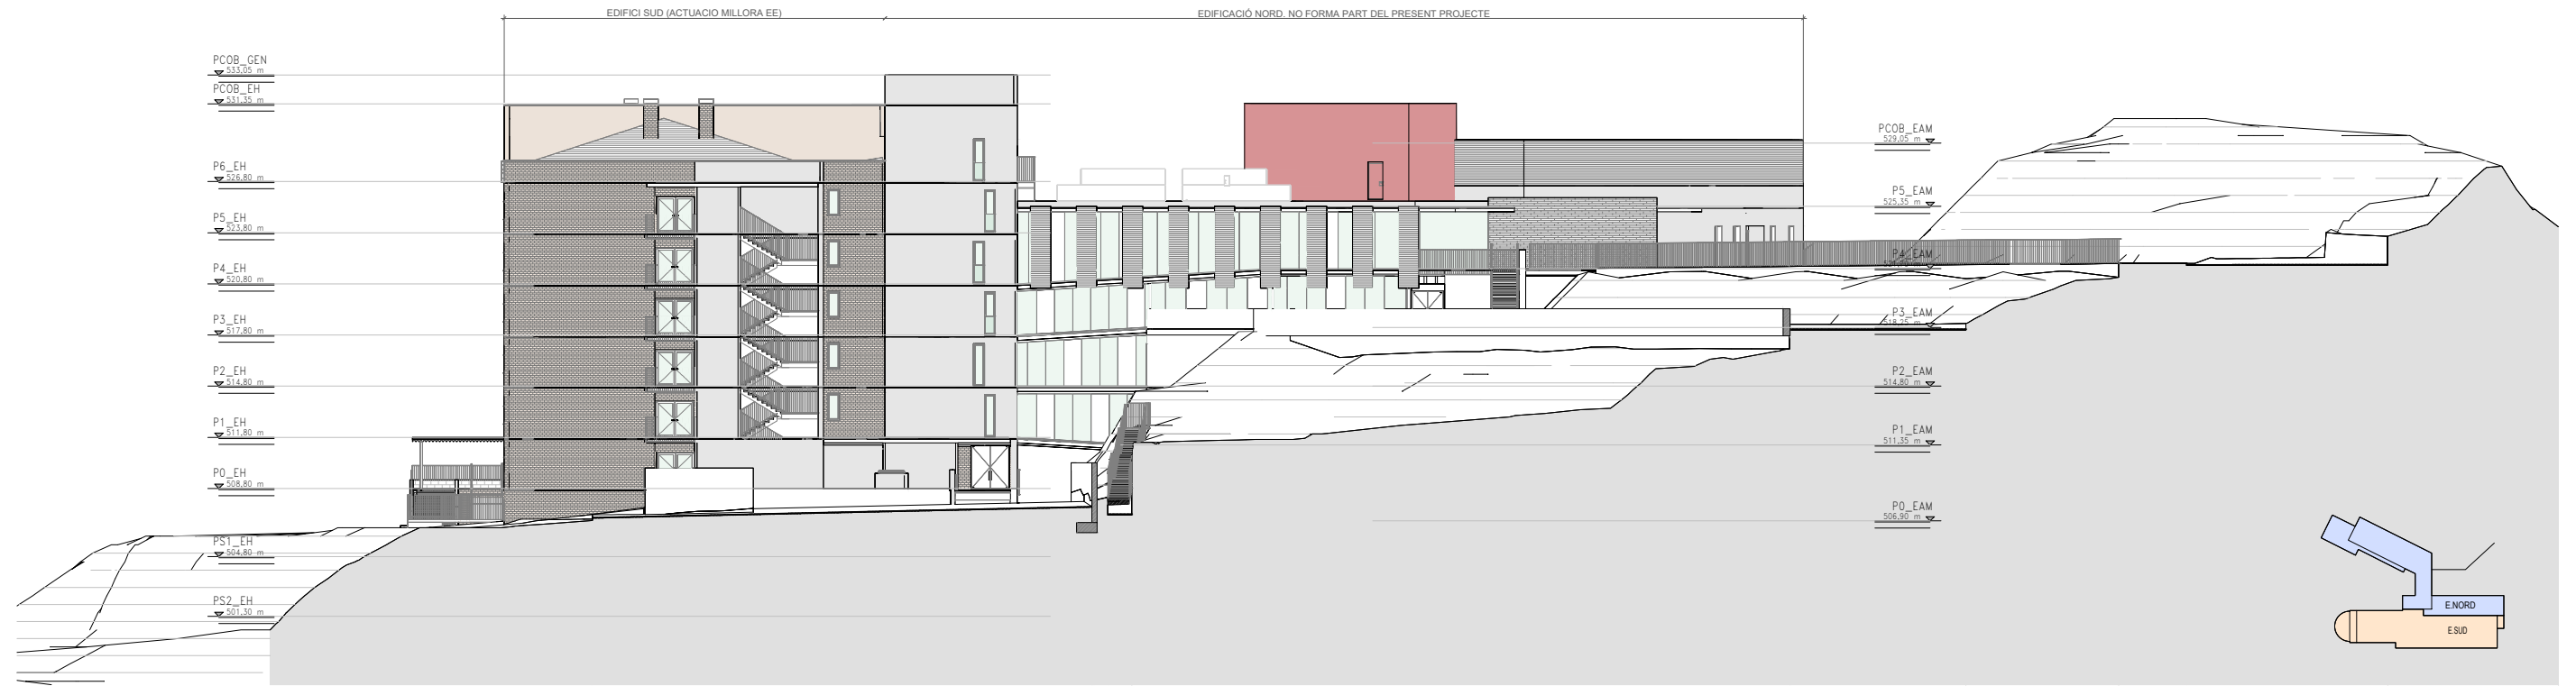 EDIFICI SUD (ACTUACIO MILLORA EE)
EDIFICACIÓ NORD. NO FORMA PART DEL PRESENT PROJECTE
PCOB_GEN
533,05 m
PCOB_EH
531,35 m
P6_EH
526,80 m
P5_EH
523,80 m
P4_EH
520,80 m
P3_EH
517,80 m
P2_EH
514,80 m
P1_EH
511,80 m
P0_EH
508,80 m
PS1_EH
504,80 m
PS2_EH
501,30 m
PCOB_EAM
529,05 m
P5_EAM
525,35 m
P4_EAM
P3_EAM
518,25 m
P2_EAM
514,80 m
P1_EAM
511,35 m
P0_EAM
506,90 m
E.NORD
E.SUD